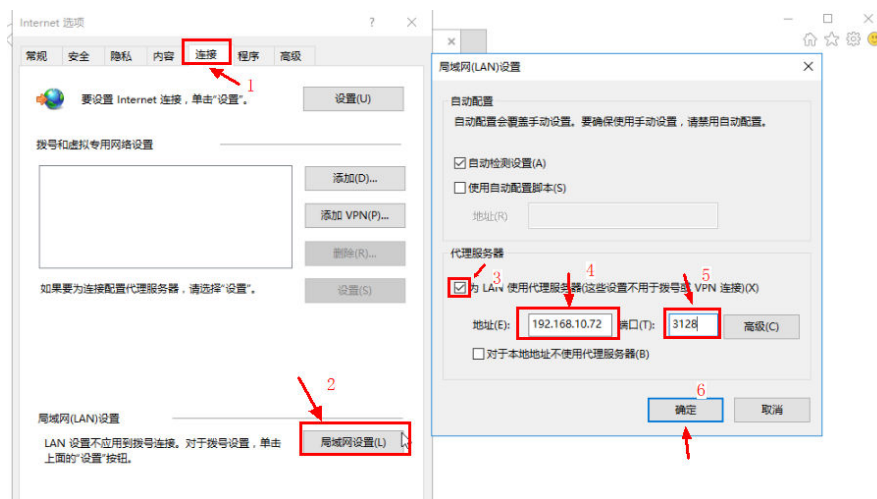 Internet 选项
常规 安全 隐私 内容 连接 程序 高级
1
要设置 Internet 连接，单击"设置"。
设置(U)
拨号和虚拟专用网络设置
添加(D)...
添加 VPN(P)...
删除(R)...
如果要为连接配置代理服务器，请选择"设置"。
设置(S)
2
局域网(LAN)设置
LAN 设置不应用到拨号连接。对于拨号设置，单击
上面的"设置"按钮。
局域网设置(L)
局域网(LAN)设置
自动配置
自动配置会覆盖手动设置。要确保使用手动设置，请禁用自动配置。
自动检测设置(A)
使用自动配置脚本(S)
地址(R)
代理服务器
3
4
5
为 LAN 使用代理服务器(这些设置不用于拨号或 VPN 连接)(X)
地址(E): 192.168.10.72 端口(T): 3128 高级(C)
对于本地地址不使用代理服务器(B)
6
确定 取消